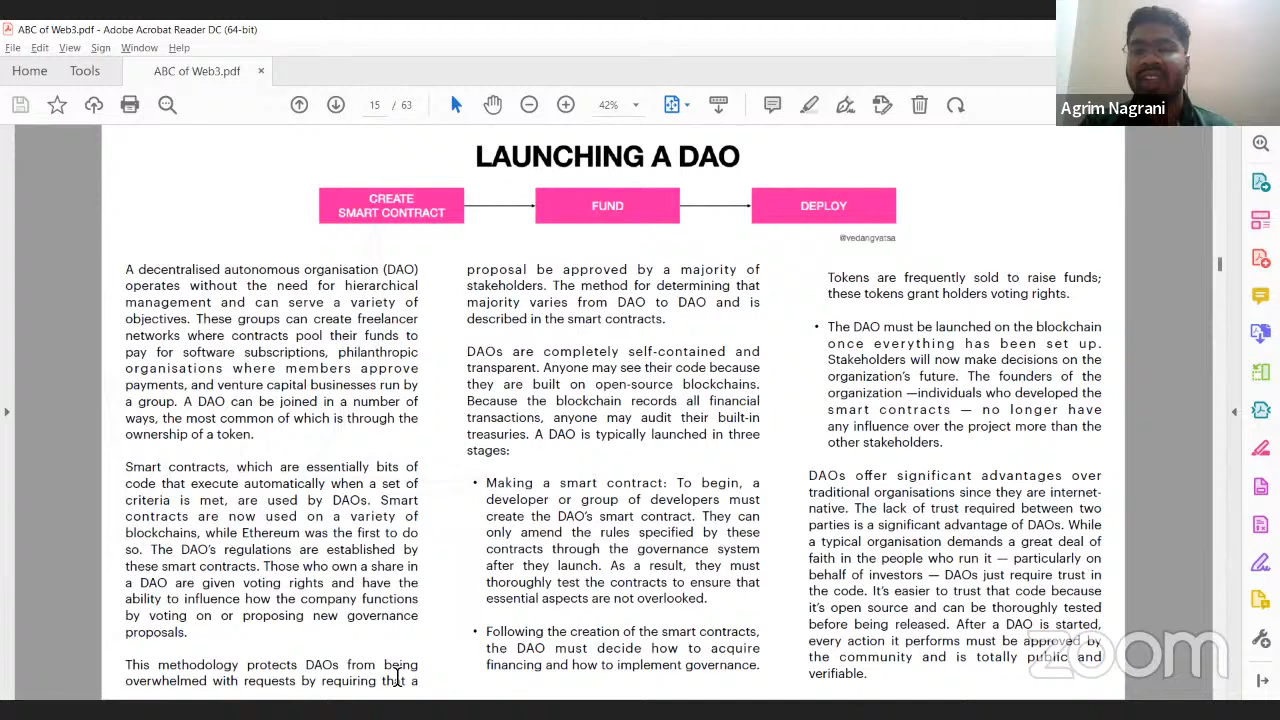 ABC of Web3.pdf - Adobe Acrobat Reader DC (64-bit)
File Edit View Sign Window Help
Home Tools ABC of Web3.pdf ×
15 / 63 42%
Agrim Nagrani
LAUNCHING A DAO
CREATE
SMART CONTRACT
FUND
DEPLOY
@vedangvatsa
A decentralised autonomous organisation (DAO)
operates without the need for hierarchical
management and can serve a variety of
objectives. These groups can create freelancer
networks where contracts pool their funds to
pay for software subscriptions, philanthropic
organisations where members approve
payments, and venture capital businesses run by
a group. A DAO can be joined in a number of
ways, the most common of which is through the
ownership of a token.
Smart contracts, which are essentially bits of
code that execute automatically when a set of
criteria is met, are used by DAOs. Smart
contracts are now used on a variety of
blockchains, while Ethereum was the first to do
so. The DAO's regulations are established by
these smart contracts. Those who own a share in
a DAO are given voting rights and have the
ability to influence how the company functions
by voting on or proposing new governance
proposals.
This methodology protects DAOs from being
overwhelmed with requests by requiring that a
proposal be approved by a majority of
stakeholders. The method for determining that
majority varies from DAO to DAO and is
described in the smart contracts.
DAOs are completely self-contained and
transparent. Anyone may see their code because
they are built on open-source blockchains.
Because the blockchain records all financial
transactions, anyone may audit their built-in
treasuries. A DAO is typically launched in three
stages:
• Making a smart contract: To begin, a
developer or group of developers must
create the DAO's smart contract. They can
only amend the rules specified by these
contracts through the governance system
after they launch. As a result, they must
thoroughly test the contracts to ensure that
essential aspects are not overlooked.
• Following the creation of the smart contracts,
the DAO must decide how to acquire
financing and how to implement governance.
Tokens are frequently sold to raise funds;
these tokens grant holders voting rights.
• The DAO must be launched on the blockchain
once everything has been set up.
Stakeholders will now make decisions on the
organization's future. The founders of the
organization —individuals who developed the
smart contracts — no longer have
any influence over the project more than the
other stakeholders.
DAOs offer significant advantages over
traditional organisations since they are internet-
native. The lack of trust required between two
parties is a significant advantage of DAOs. While
a typical organisation demands a great deal of
faith in the people who run it — particularly on
behalf of investors — DAOs just require trust in
the code. It's easier to trust that code because
it's open source and can be thoroughly tested
before being released. After a DAO is started,
every action it performs must be approved by
the community and is totally public and
verifiable.
zoom